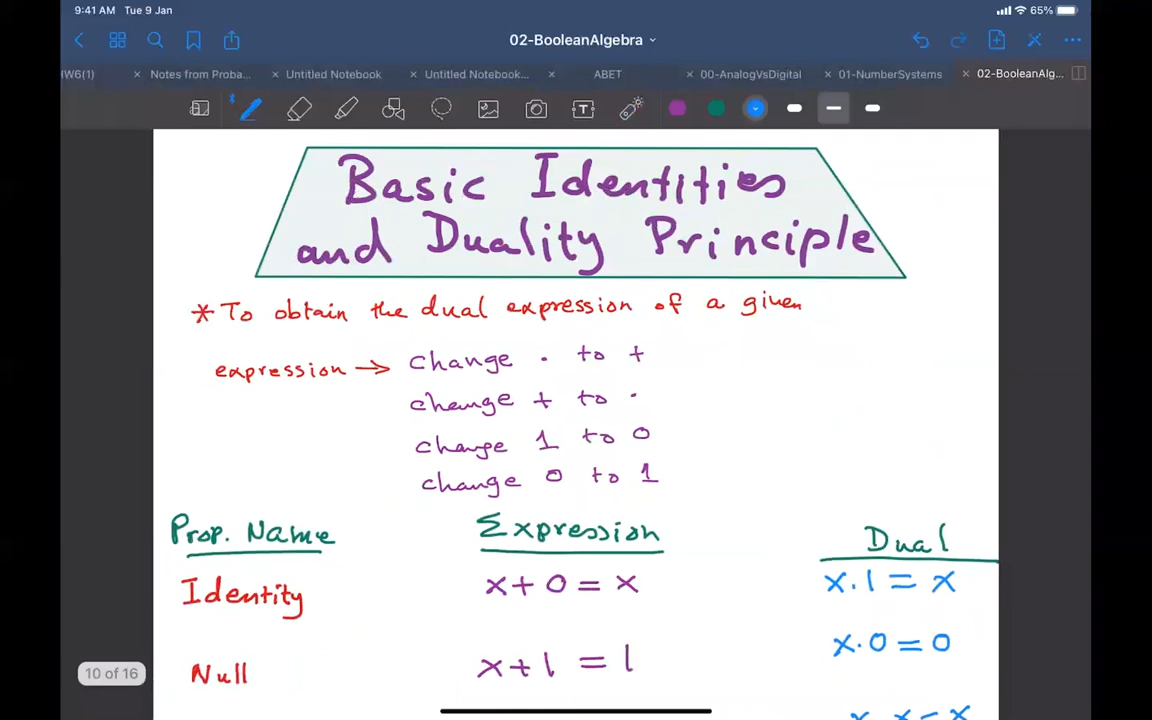 9:41 AM Tue 9 Jan
65%
02-BooleanAlgebra
HW6(1)
Notes from Proba...
Untitled Notebook
Untitled Notebook...
ABET
00-AnalogVsDigital
01-NumberSystems
02-BooleanAlg...
Basic Identities
and Duality Principle
* To obtain the dual expression of a given
expression → change · to +
change + to ·
change 1 to 0
change 0 to 1
Prop. Name Expression Dual
Identity x+0=x x.1=x
Null x+1=1 x.0=0
10 of 16